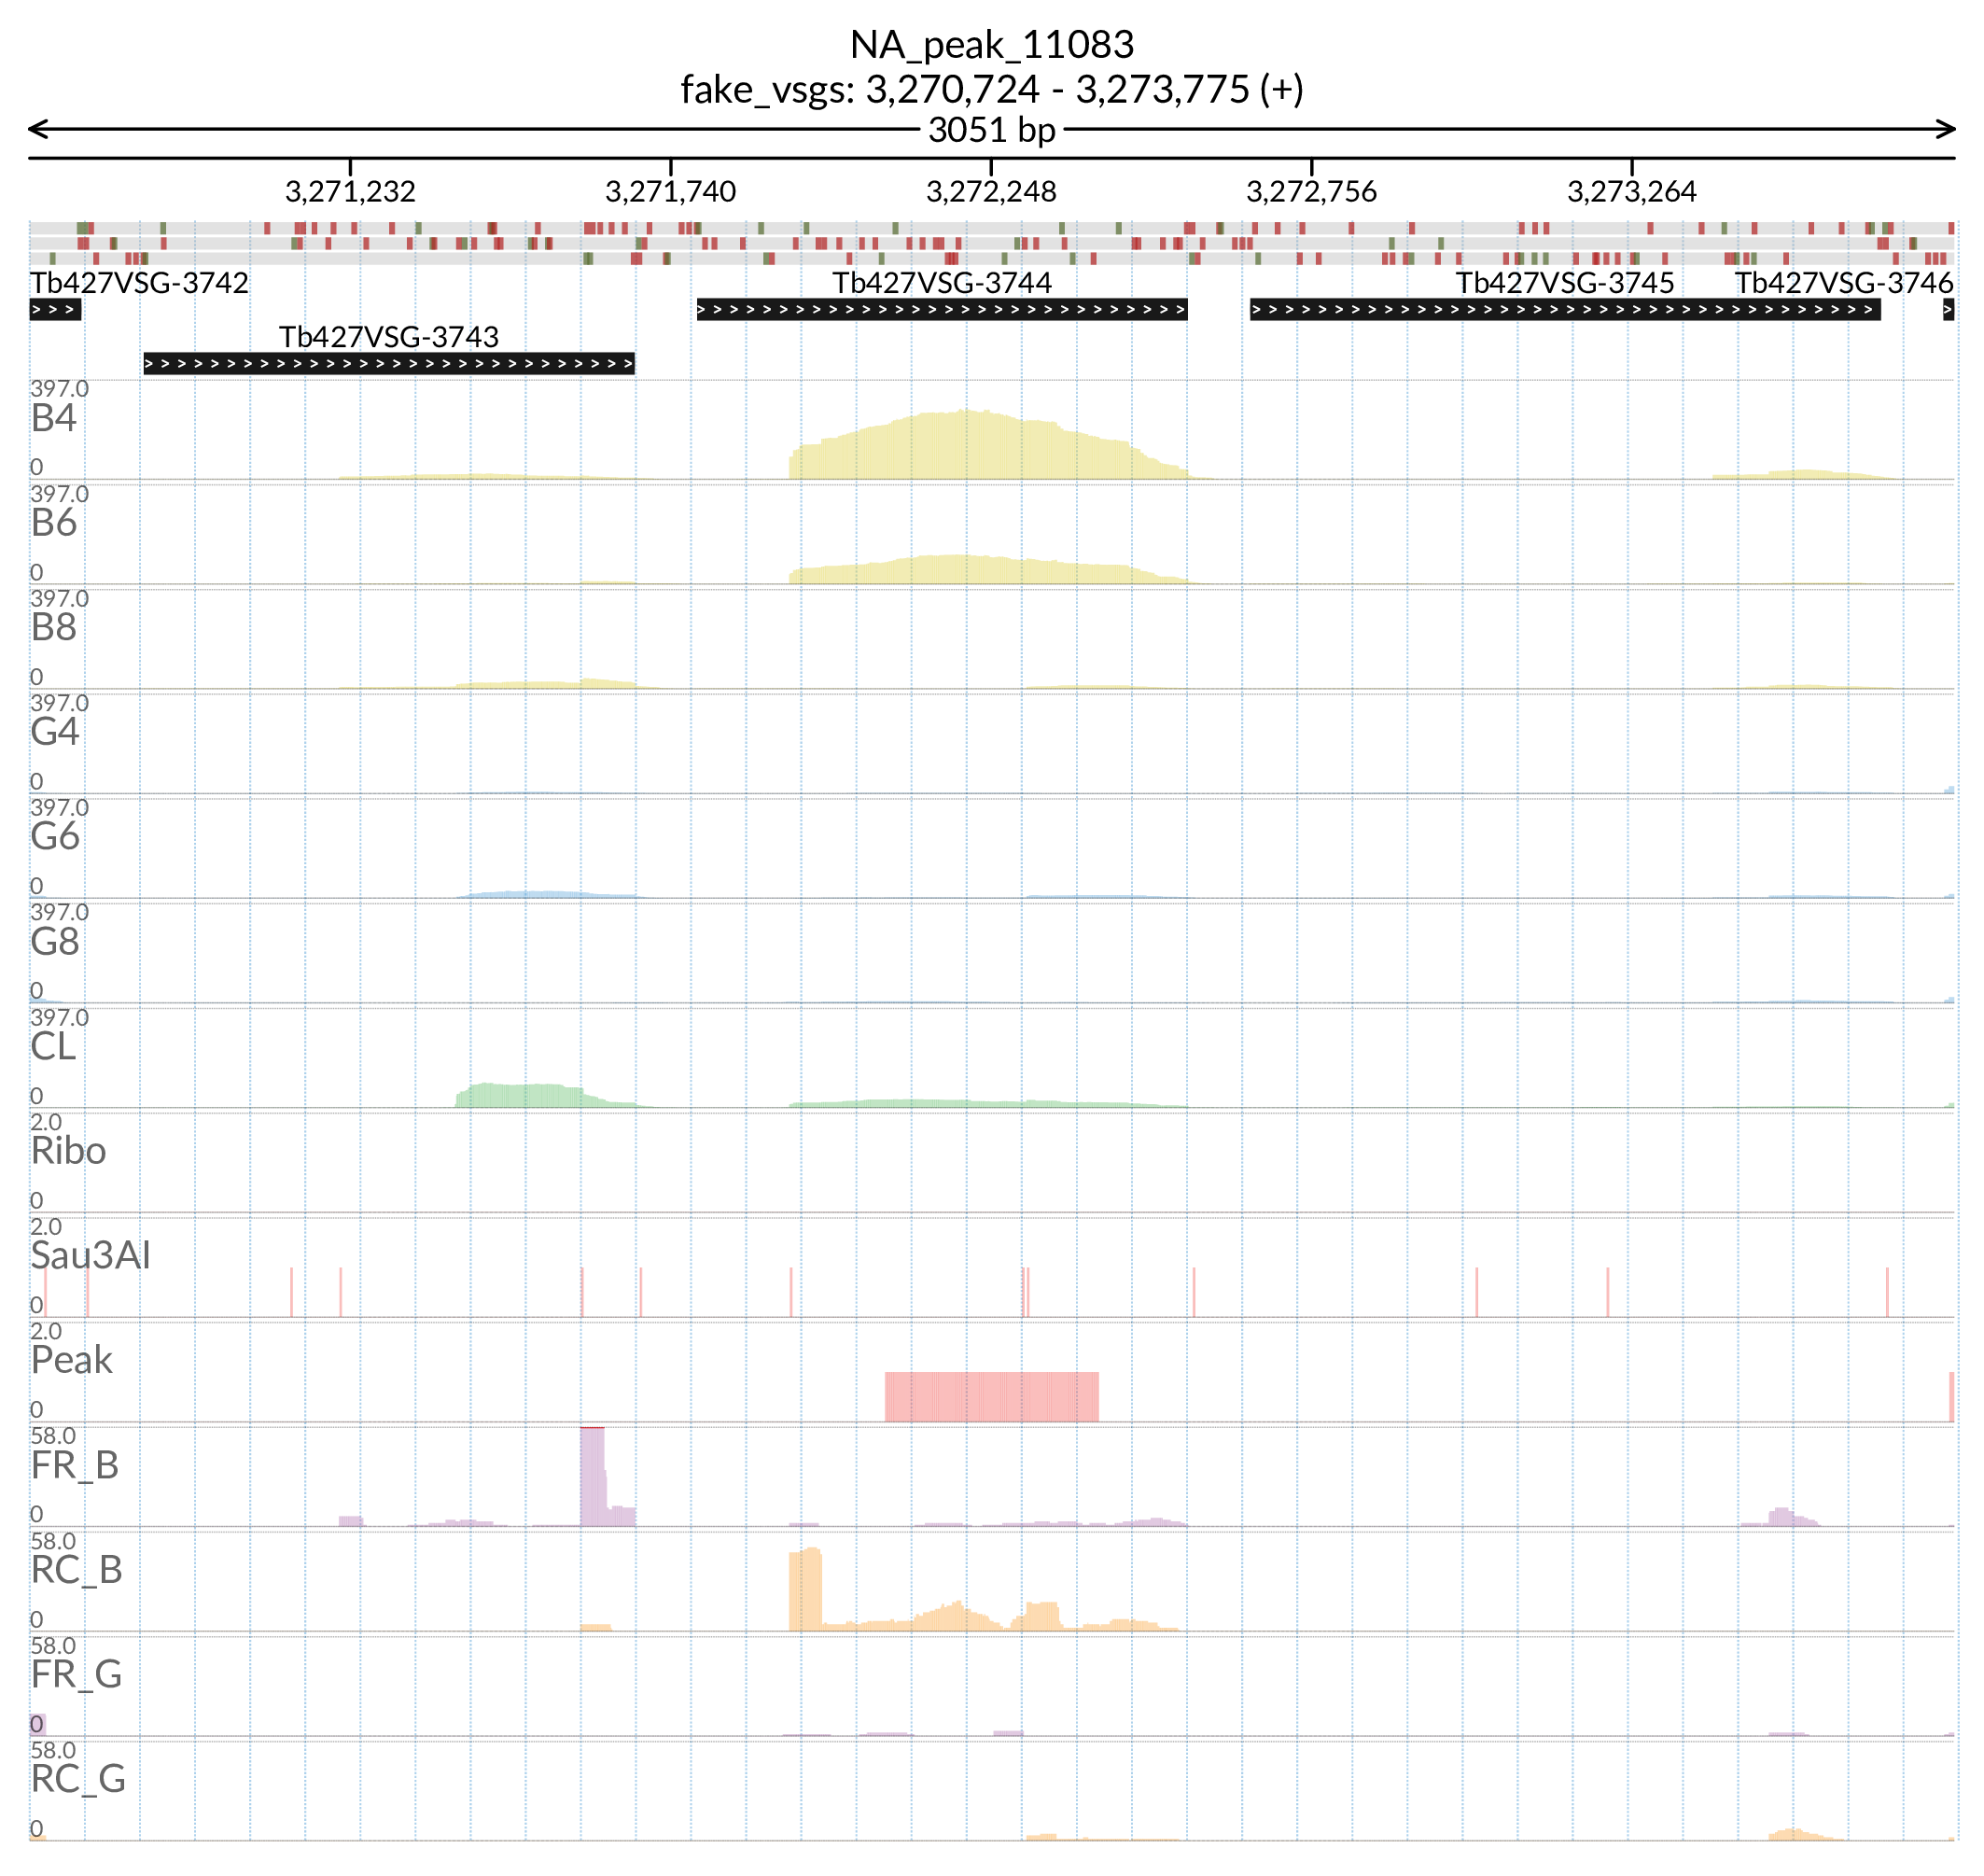 NA_peak_11083
fake_vsgs: 3,270,724 - 3,273,775 (+)
3051 bp
3,271,232 3,271,740 3,272,248 3,272,756 3,273,264
Tb427VSG-3742 Tb427VSG-3744 Tb427VSG-3745 Tb427VSG-3746
Tb427VSG-3743
397.0
B4
0
397.0
B6
0
397.0
B8
0
397.0
G4
0
397.0
G6
0
397.0
G8
0
397.0
CL
0
2.0
Ribo
0
2.0
Sau3AI
0
2.0
Peak
0
58.0
FR_B
0
58.0
RC_B
0
58.0
FR_G
0
58.0
RC_G
0